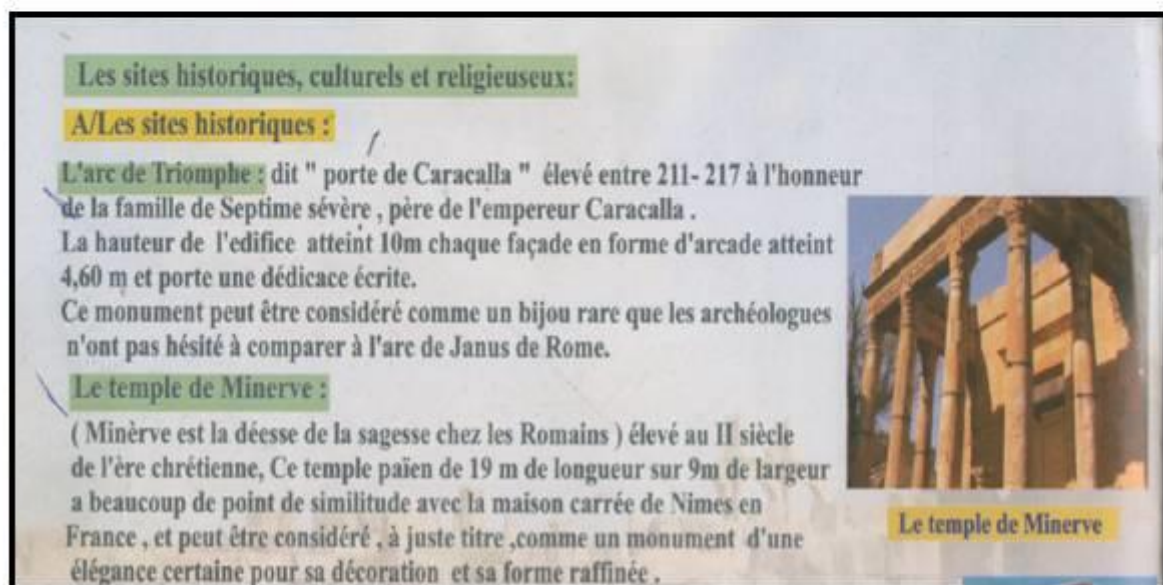 Les sites historiques, culturels et religieuseux:
A/Les sites historiques :
L'arc de Triomphe : dit " porte de Caracalla " élevé entre 211- 217 à l'honneur
de la famille de Septime sévère , père de l'empereur Caracalla .
La hauteur de l'edifice atteint 10m chaque façade en forme d'arcade atteint
4,60 m et porte une dédicace écrite.
Ce monument peut être considéré comme un bijou rare que les archéologues
n'ont pas hésité à comparer à l'arc de Janus de Rome.
Le temple de Minerve :
( Minèrve est la déesse de la sagesse chez les Romains ) élevé au II siècle
de l'ère chrétienne, Ce temple païen de 19 m de longueur sur 9m de largeur
a beaucoup de point de similitude avec la maison carrée de Nimes en
France , et peut être considéré , à juste titre ,comme un monument d'une
élégance certaine pour sa décoration et sa forme raffinée .
Le temple de Minerve